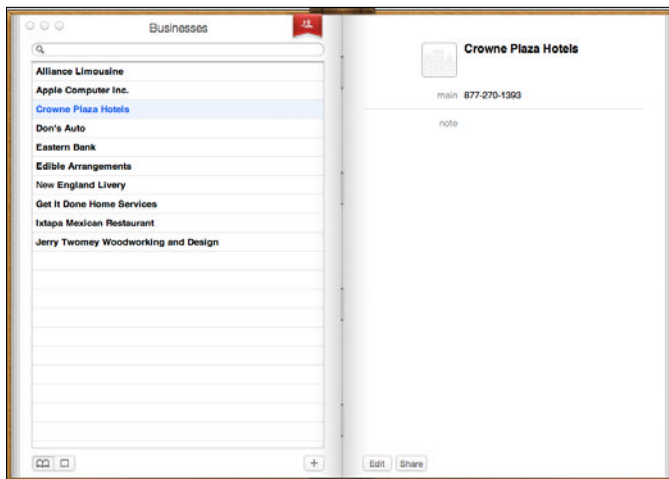 Businesses
Alliance Limousine
Apple Computer Inc.
Crowne Plaza Hotels
Don's Auto
Eastern Bank
Edible Arrangements
New England Livery
Get It Done Home Services
Ixtapa Mexican Restaurant
Jerry Twomey Woodworking and Design
Crowne Plaza Hotels
main 877-270-1393
note
Edit Share